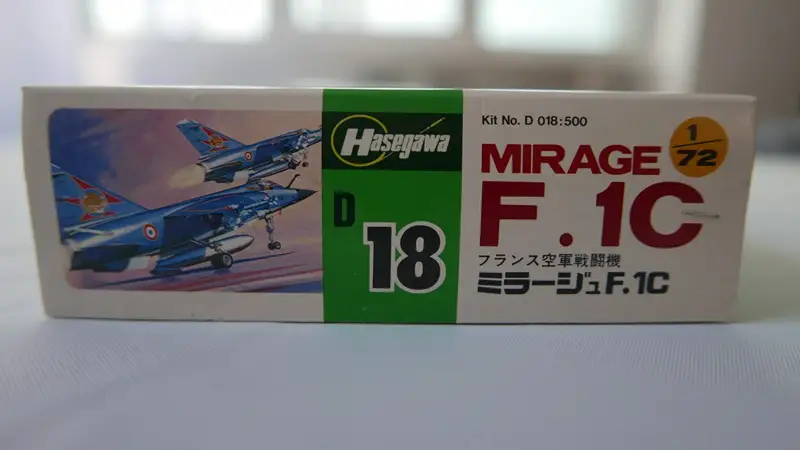 Hasegawa
D
18
Kit No. D 018:500
1/72
MIRAGE
F.1C
フランス空軍戦闘機
ミラージュF.1C